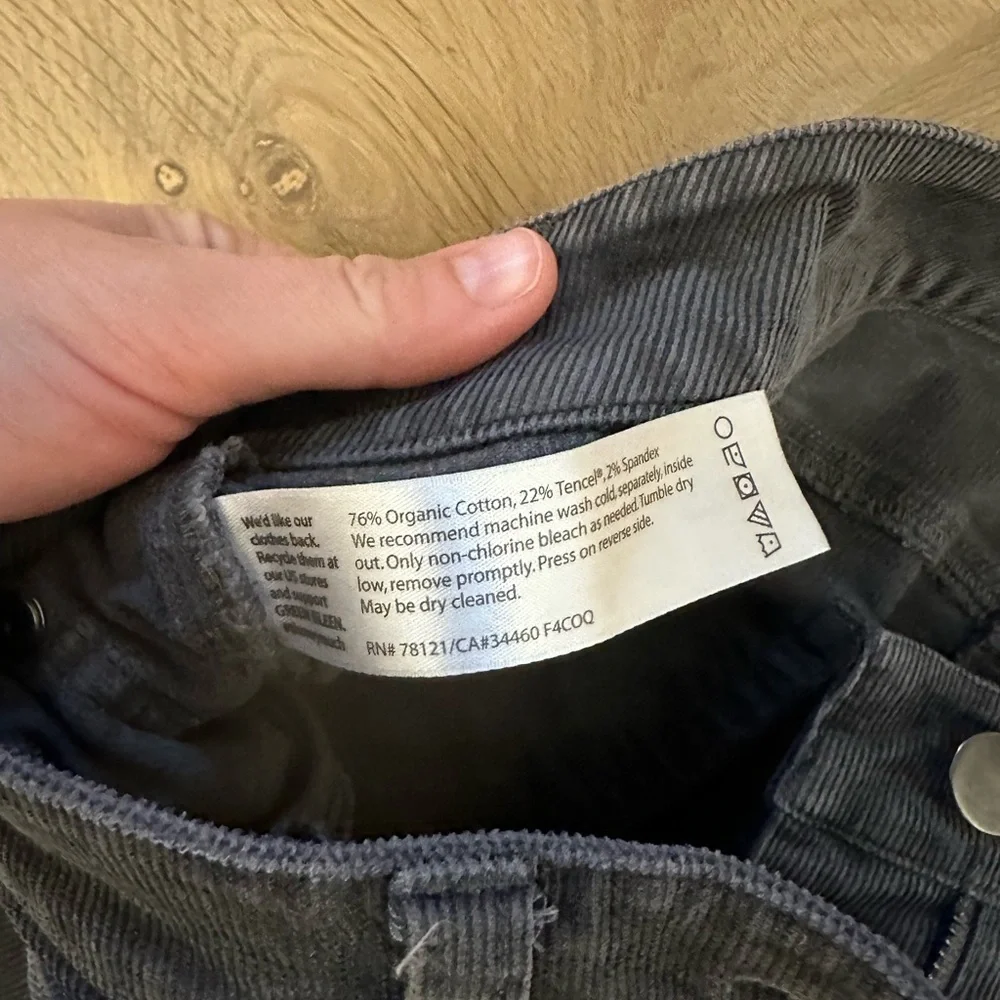 We'd like our
clothes back.
Recycle them at
our US stores
and support
GREEN EILEEN.
76% Organic Cotton, 22% Tencel®, 2% Spandex
We recommend machine wash cold, separately, inside
out. Only non-chlorine bleach as needed. Tumble dry
low, remove promptly. Press on reverse side.
May be dry cleaned.
RN# 78121/CA#34460 F4COQ